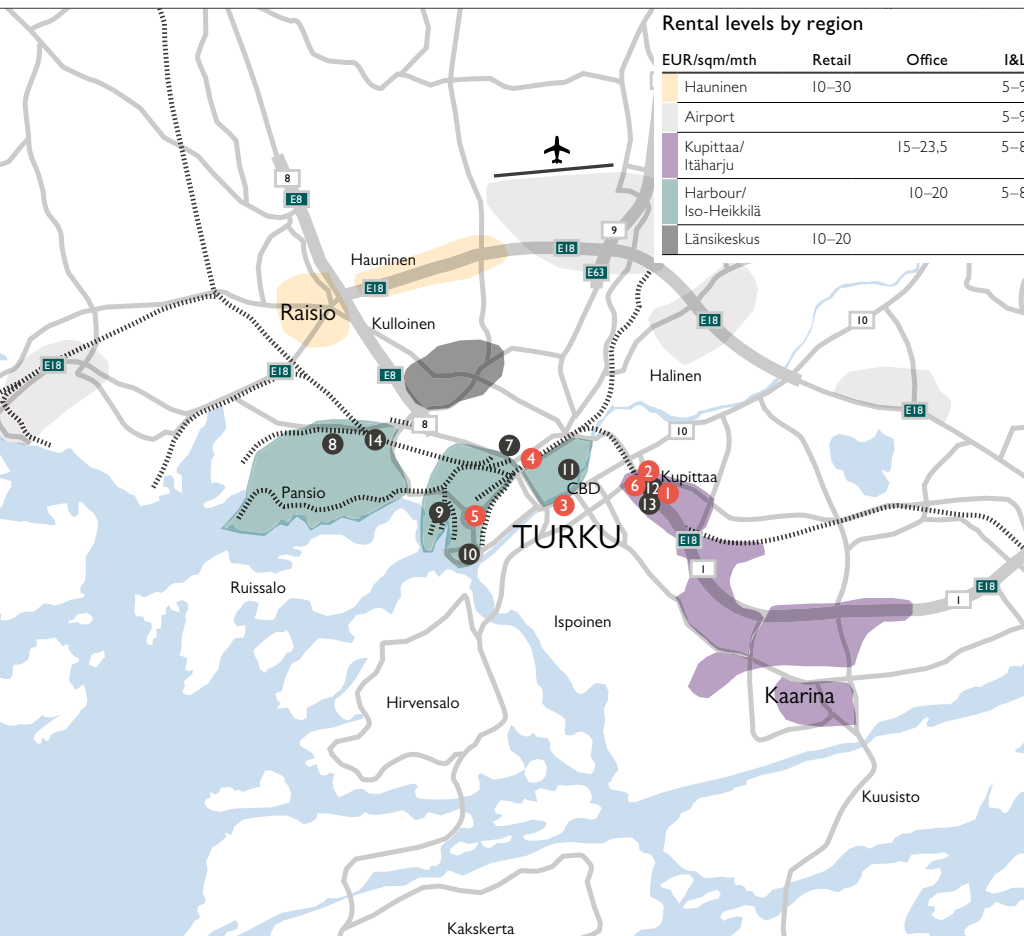 Rental levels by region
EUR/sqm/mth Retail Office I&L
Hauninen 10–30 5–9
Airport 5–9
Kupittaa/ 15–23,5 5–8
Itäharju
Harbour/ 10–20 5–8
Iso-Heikkilä
Länsikeskus 10–20
8
E8
9
E18
Hauninen
E63
E18
Raisio
10
E18
Kulloinen
E18
E18
E8
Halinen
E18
8
10
14
8
7
4
11
2
Kupittaa
CBD
6
12
1
Pansio
13
3
9
5
TURKU
E18
10
1
Ruissalo
E18
1
Ispoinen
Kaarina
Hirvensalo
Kuusisto
Kakskerta